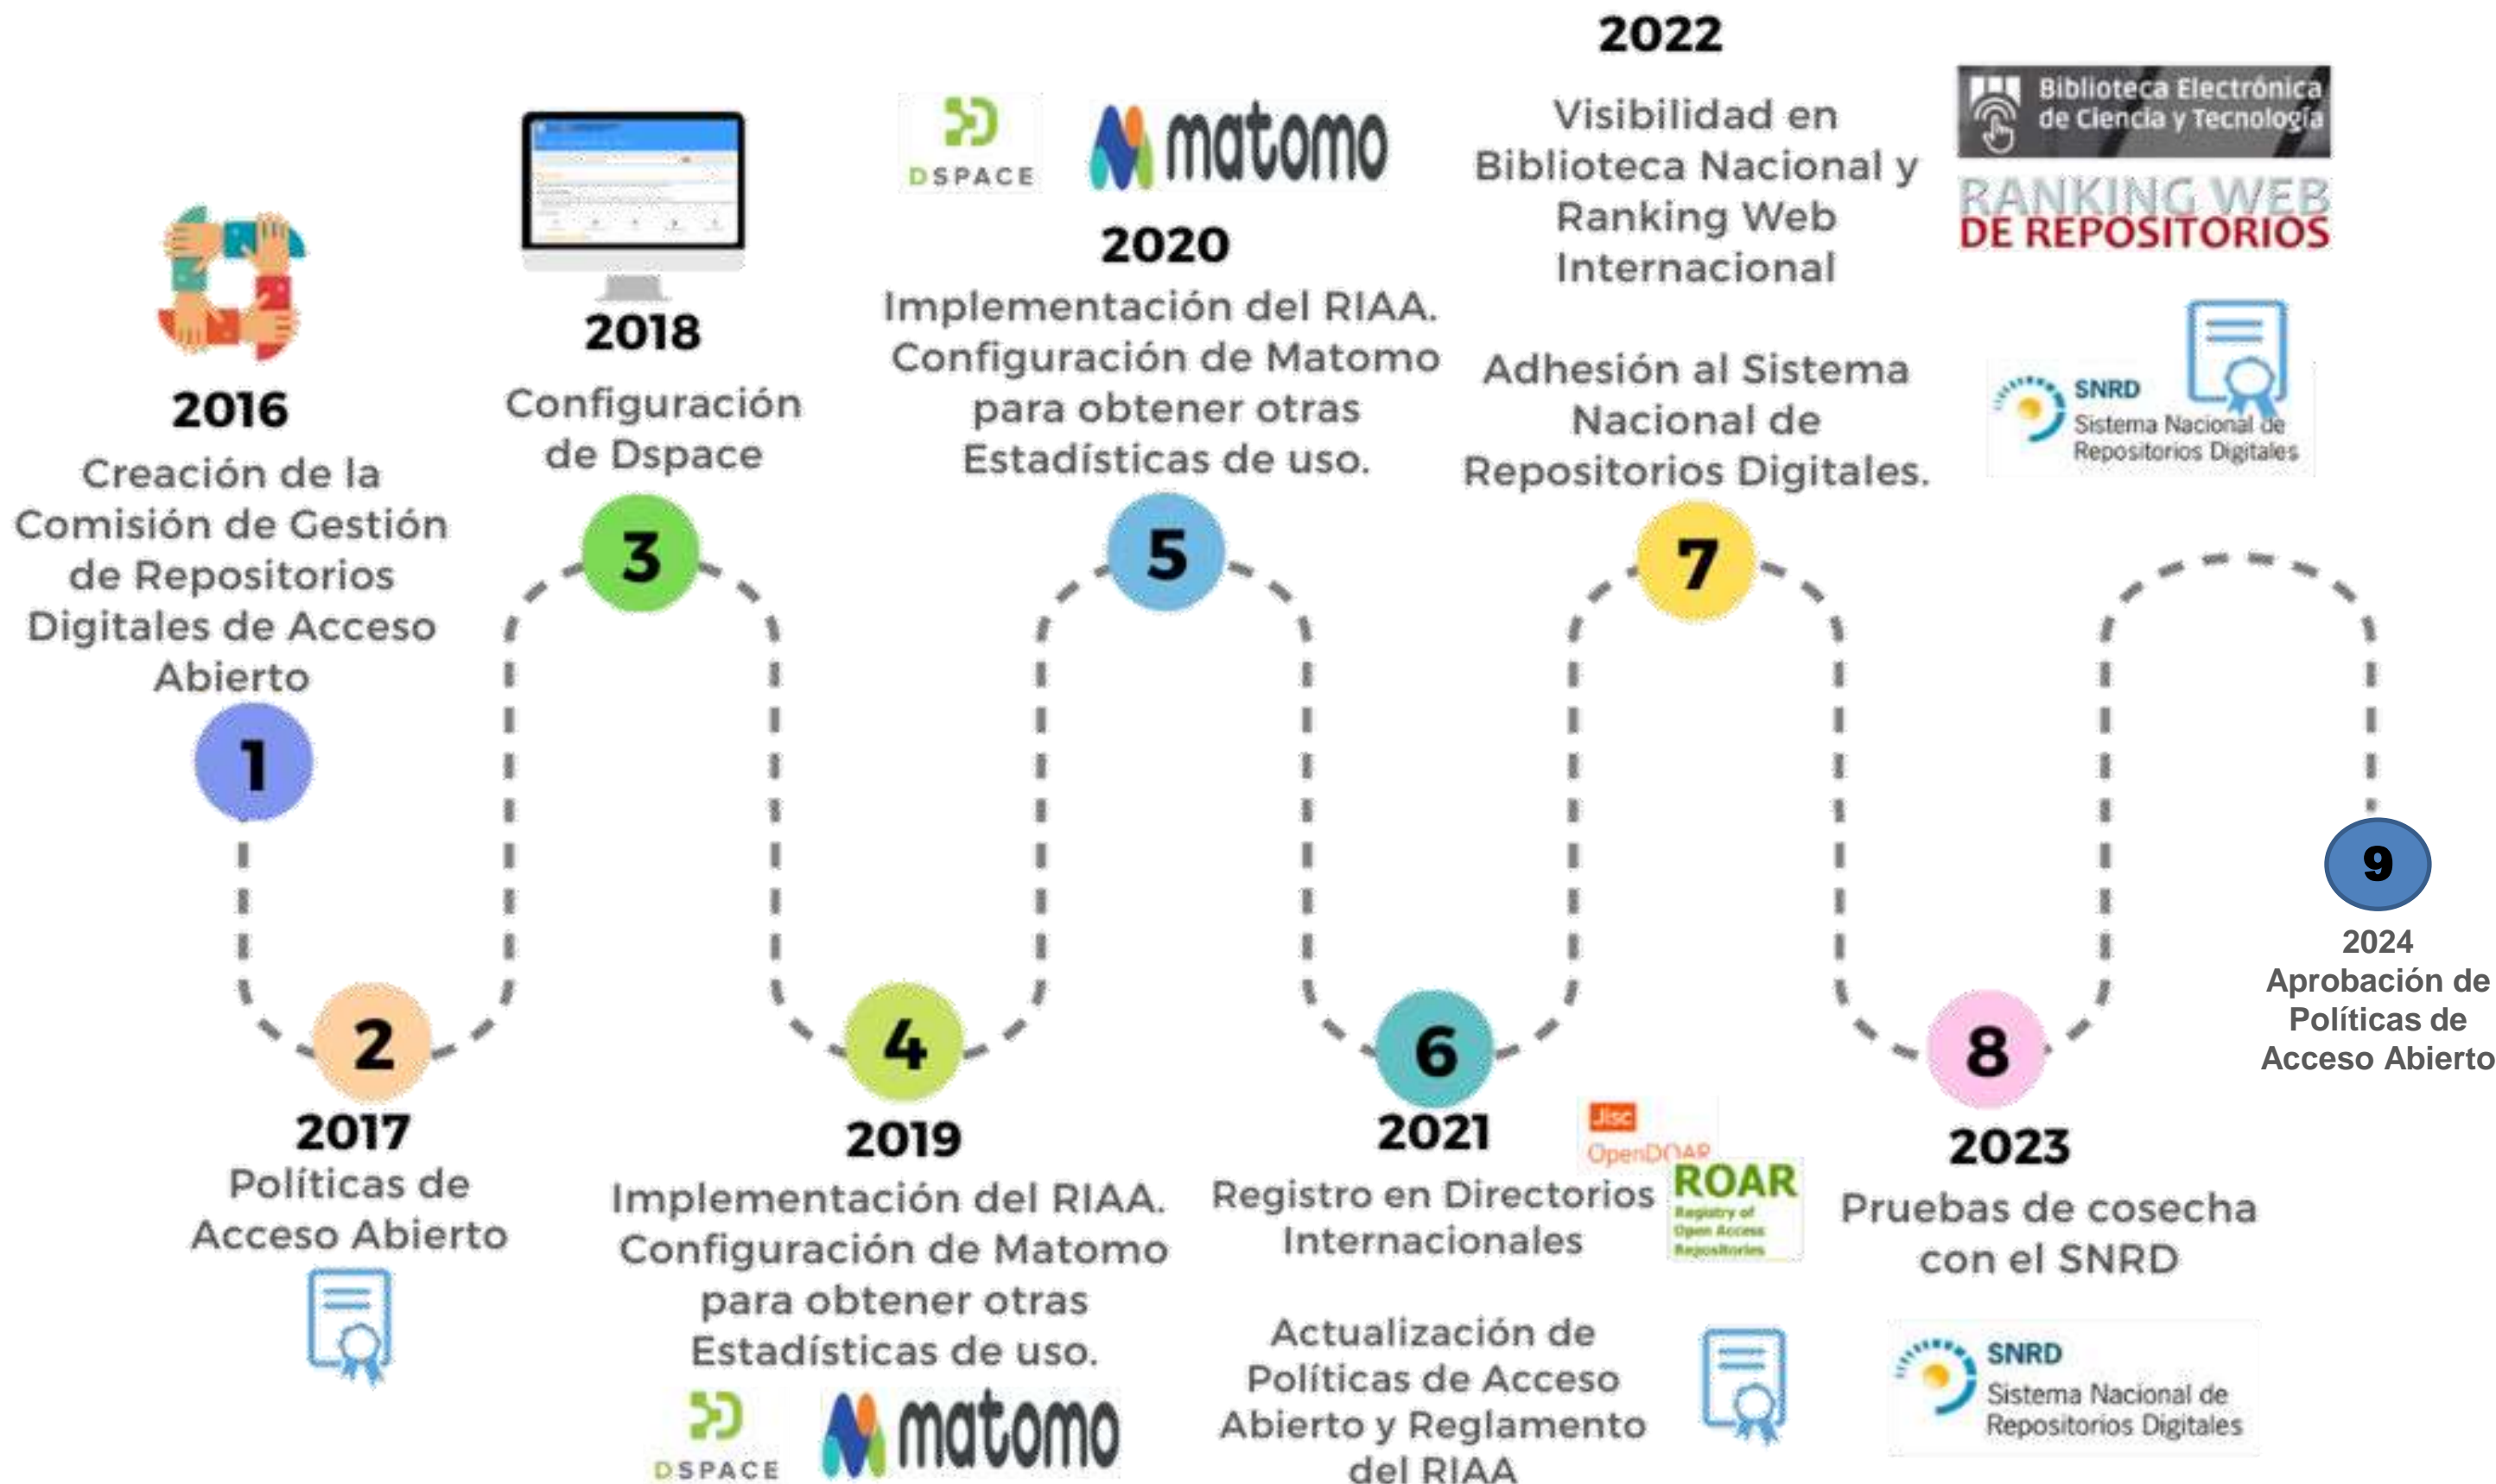 2016
Creación de la
Comisión de Gestión
de Repositorios
Digitales de Acceso
Abierto
1
2
2017
Políticas de
Acceso Abierto
2018
Configuración
de Dspace
3
4
2019
Implementación del RIAA.
Configuración de Matomo
para obtener otras
Estadísticas de uso.
DSPACE
matomo
DSPACE
matomo
2020
Implementación del RIAA.
Configuración de Matomo
para obtener otras
Estadísticas de uso.
5
6
2021
Jisc
OpenDOAR
ROAR
Registry of
Open Access
Repositories
Registro en Directorios
Internacionales
Actualización de
Políticas de Acceso
Abierto y Reglamento
del RIAA
2022
Visibilidad en
Biblioteca Nacional y
Ranking Web
Internacional
Biblioteca Electrónica
de Ciencia y Tecnología
RANKING WEB
DE REPOSITORIOS
Adhesión al Sistema
Nacional de
Repositorios Digitales.
SNRD
Sistema Nacional de
Repositorios Digitales
7
8
2023
Pruebas de cosecha
con el SNRD
SNRD
Sistema Nacional de
Repositorios Digitales
9
2024
Aprobación de
Políticas de
Acceso Abierto